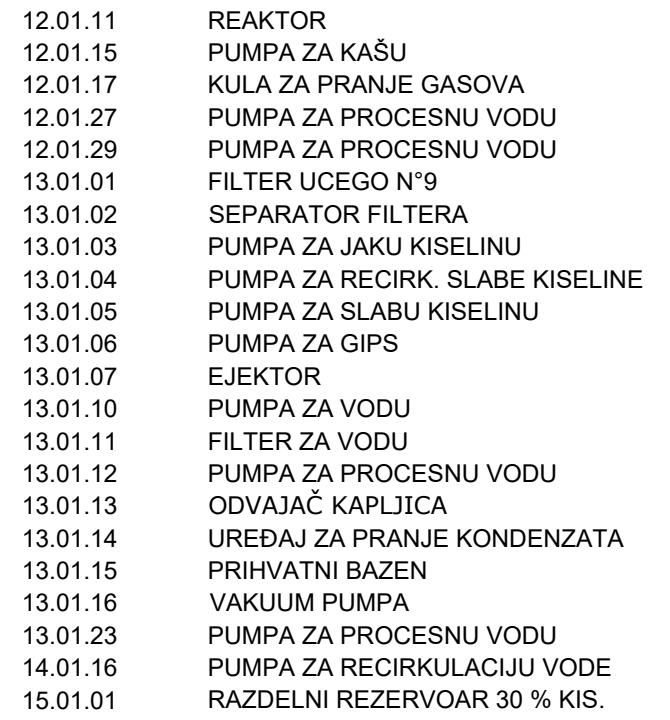 12.01.11 REAKTOR
12.01.15 PUMPA ZA KAŠU
12.01.17 KULA ZA PRANJE GASOVA
12.01.27 PUMPA ZA PROCESNU VODU
12.01.29 PUMPA ZA PROCESNU VODU
13.01.01 FILTER UCEGO N°9
13.01.02 SEPARATOR FILTERA
13.01.03 PUMPA ZA JAKU KISELINU
13.01.04 PUMPA ZA RECIRK. SLABE KISELINE
13.01.05 PUMPA ZA SLABU KISELINU
13.01.06 PUMPA ZA GIPS
13.01.07 EJEKTOR
13.01.10 PUMPA ZA VODU
13.01.11 FILTER ZA VODU
13.01.12 PUMPA ZA PROCESNU VODU
13.01.13 ODVAJAČ KAPLJICA
13.01.14 UREĐAJ ZA PRANJE KONDENZATA
13.01.15 PRIHVATNI BAZEN
13.01.16 VAKUUM PUMPA
13.01.23 PUMPA ZA PROCESNU VODU
14.01.16 PUMPA ZA RECIRKULACIJU VODE
15.01.01 RAZDELNI REZERVOAR 30 % KIS.